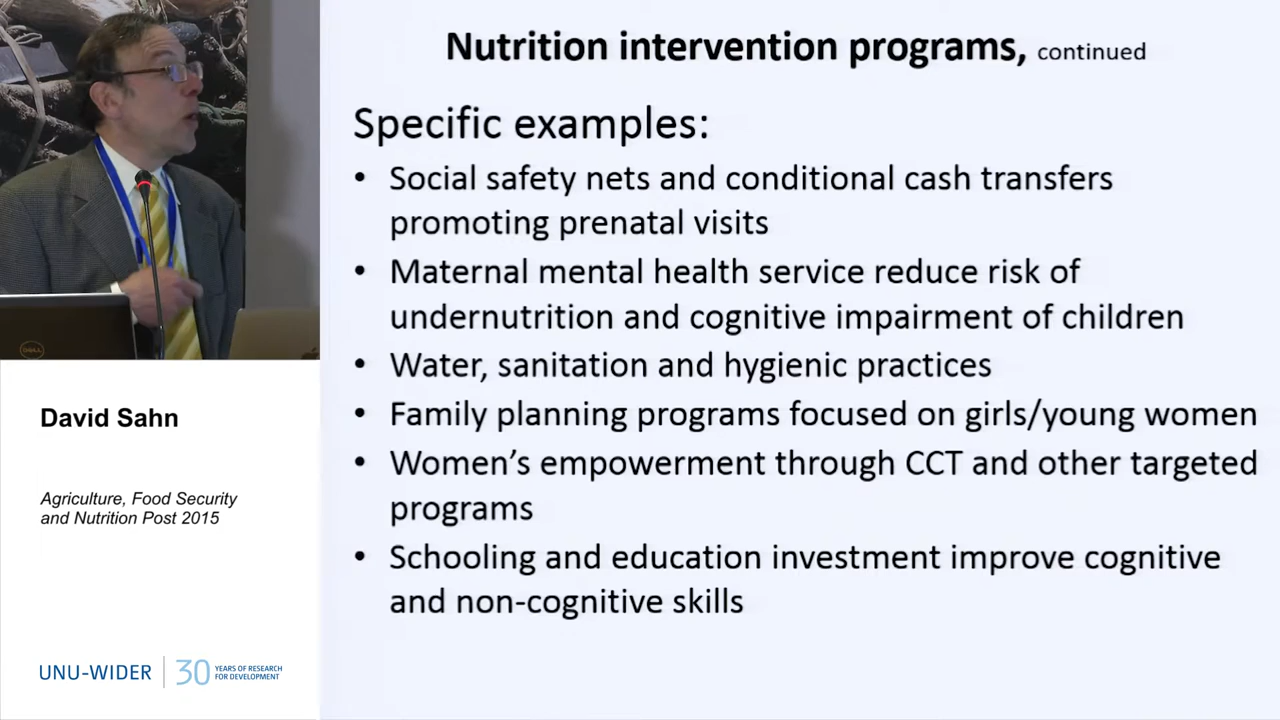 Nutrition intervention programs, continued
Specific examples:
• Social safety nets and conditional cash transfers
promoting prenatal visits
• Maternal mental health service reduce risk of
undernutrition and cognitive impairment of children
• Water, sanitation and hygienic practices
• Family planning programs focused on girls/young women
• Women’s empowerment through CCT and other targeted
programs
• Schooling and education investment improve cognitive
and non-cognitive skills
DELL
David Sahn
Agriculture, Food Security
and Nutrition Post 2015
UNU-WIDER
30 YEARS OF RESEARCH
FOR DEVELOPMENT